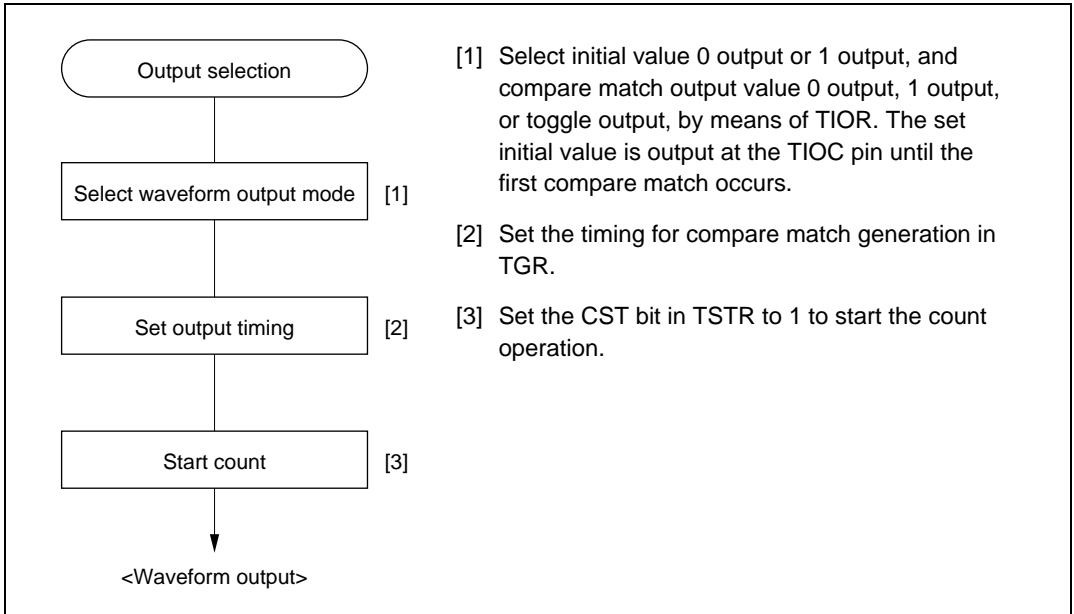 Output selection
Select waveform output mode [1]
Set output timing [2]
Start count [3]
<Waveform output>
[1] Select initial value 0 output or 1 output, and
compare match output value 0 output, 1 output,
or toggle output, by means of TIOR. The set
initial value is output at the TIOC pin until the
first compare match occurs.
[2] Set the timing for compare match generation in
TGR.
[3] Set the CST bit in TSTR to 1 to start the count
operation.